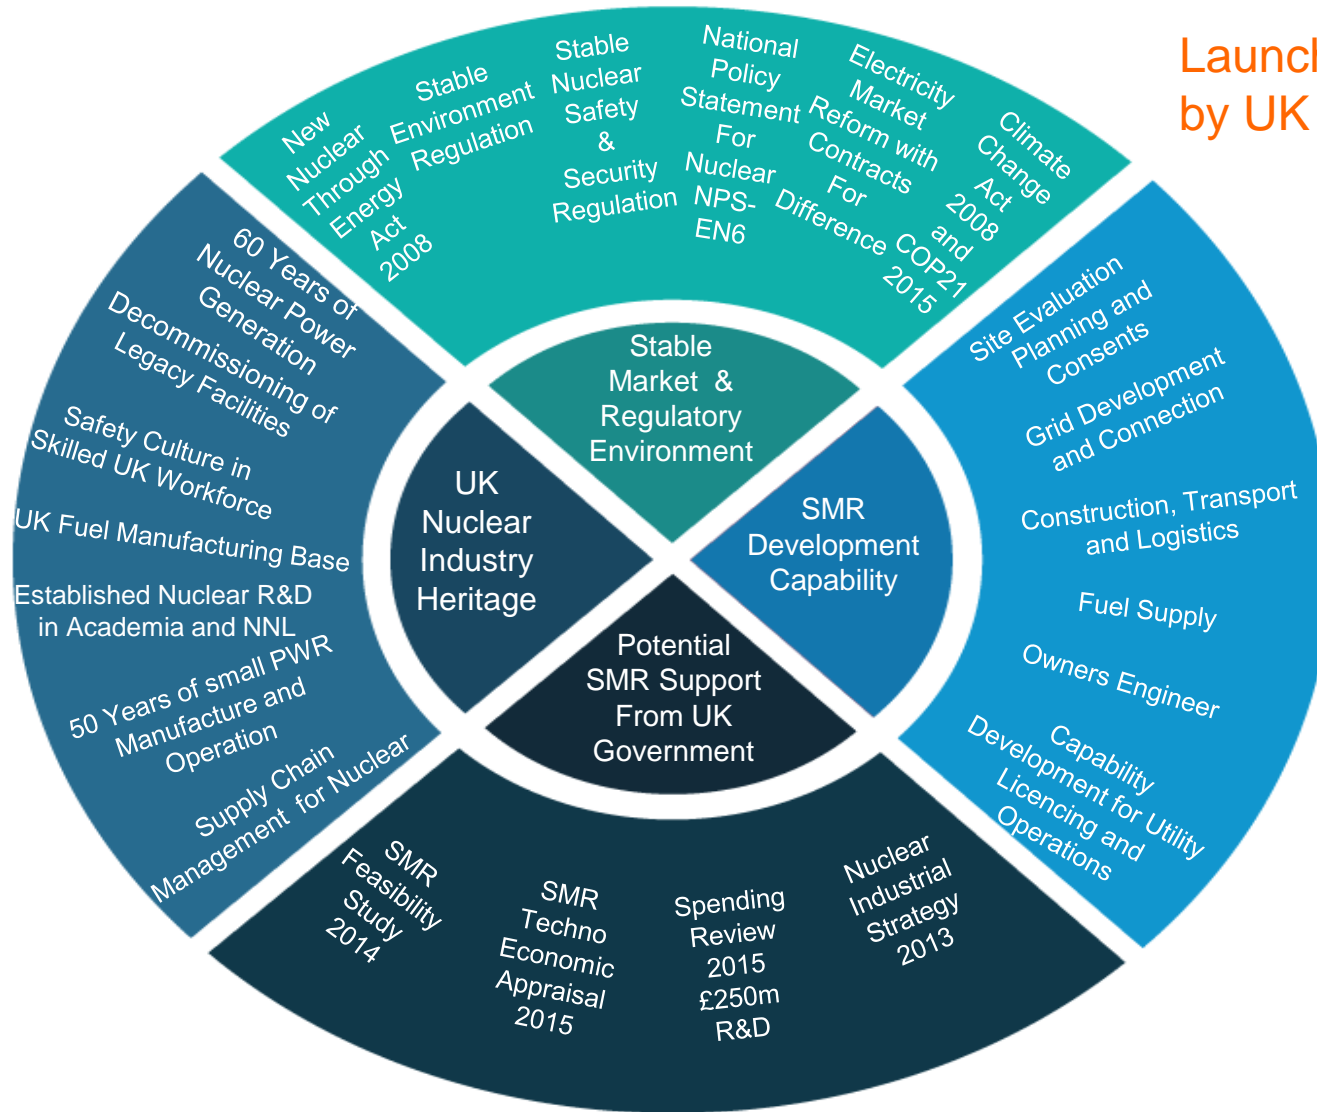 Launch
by UK
New
Nuclear
Through
Energy
Act
2008
Stable
Environment
Regulation
Stable
Nuclear
Safety
&
Security
Regulation
National
Policy
Statement
For
Nuclear
NPS-
EN6
Electricity
Market
Reform with
Contracts
For
Difference
Climate
Change
Act
2008
and
COP21
2015
Stable
Market &
Regulatory
Environment
60 Years of
Nuclear Power
Generation
Decommissioning of
Legacy Facilities
Safety Culture in
Skilled UK Workforce
UK Fuel Manufacturing Base
Established Nuclear R&D
in Academia and NNL
50 Years of small PWR
Manufacture and
Operation
Supply Chain
Management for Nuclear
UK
Nuclear
Industry
Heritage
SMR
Development
Capability
Site Evaluation
Planning and
Consents
Grid Development
and Connection
Construction, Transport
and Logistics
Fuel Supply
Owners Engineer
Capability
Development for Utility
Licencing and
Operations
Potential
SMR Support
From UK
Government
SMR
Feasibility
Study
2014
SMR
Techno
Economic
Appraisal
2015
Spending
Review
2015
£250m
R&D
Nuclear
Industrial
Strategy
2013